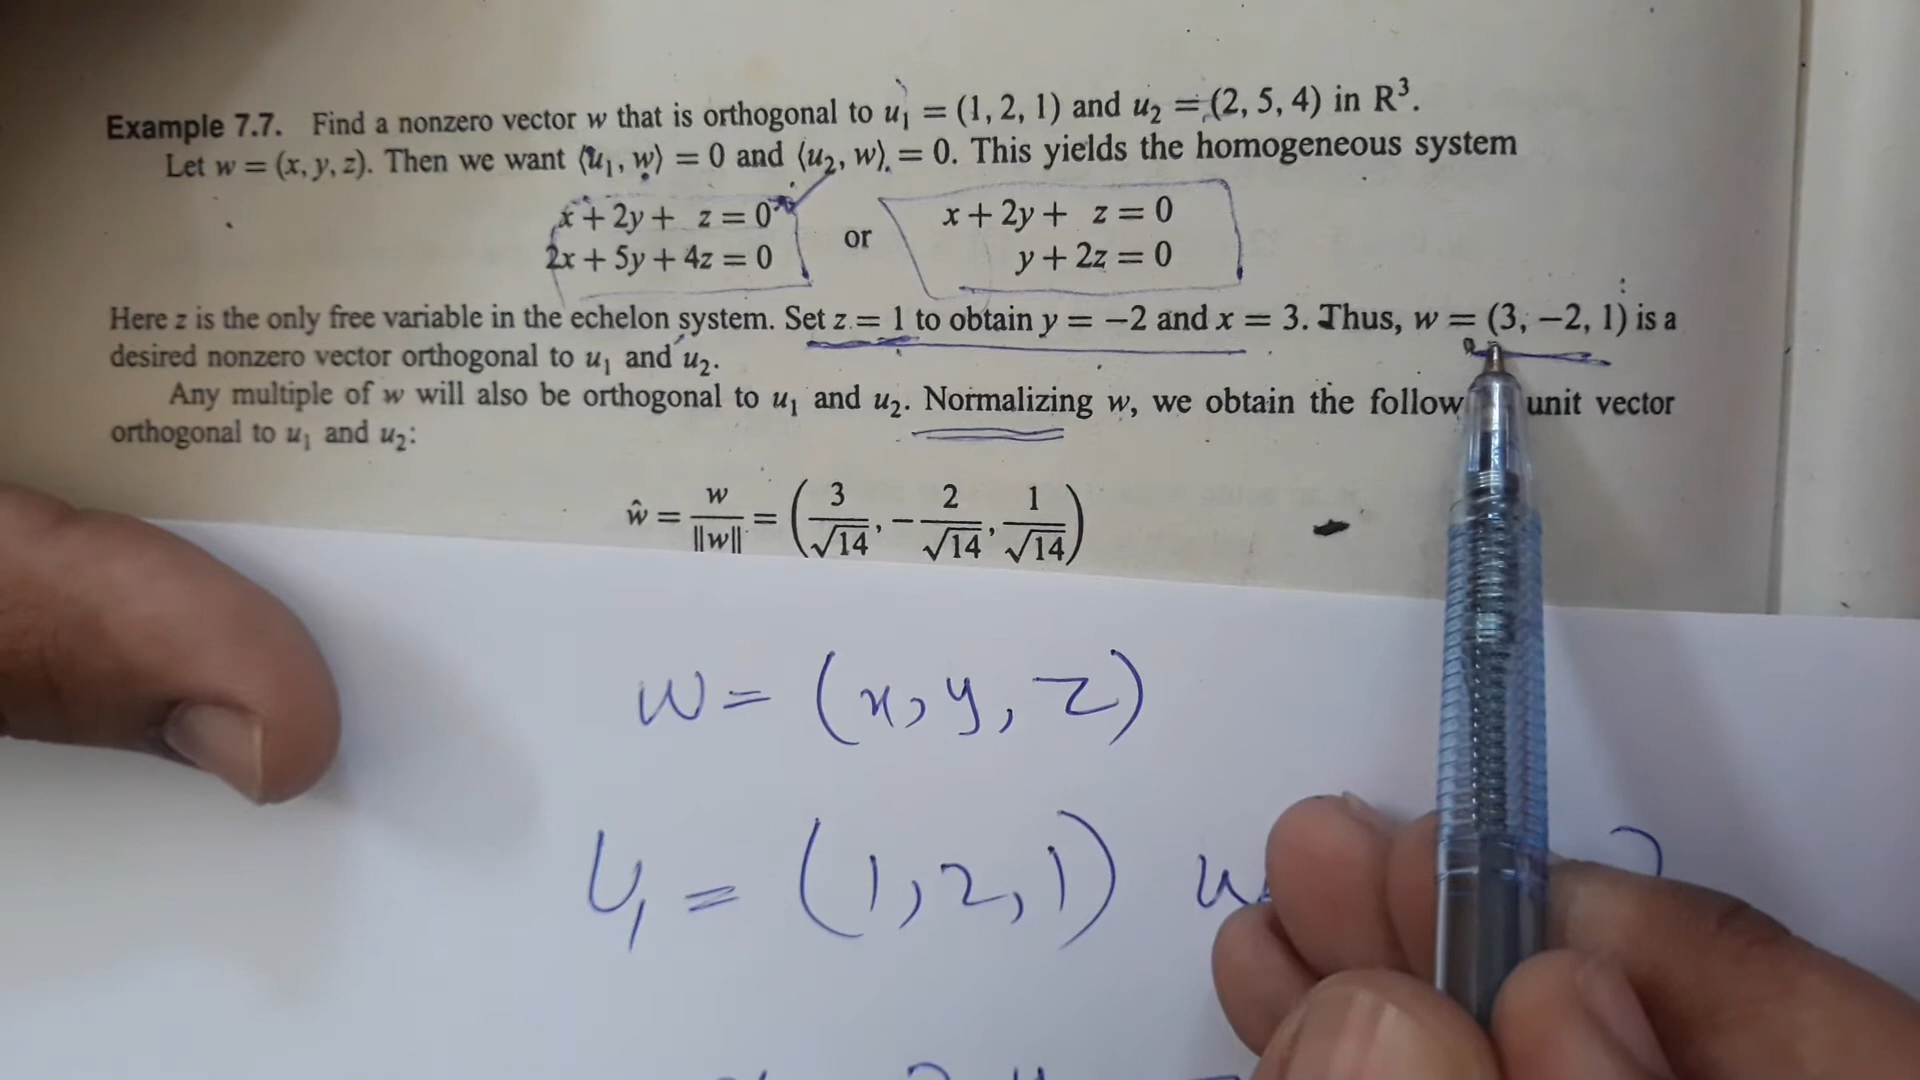 Example 7.7. Find a nonzero vector w that is orthogonal to u₁ = (1, 2, 1) and u₂ = (2, 5, 4) in R³.
Let w = (x, y, z). Then we want ⟨u₁, w⟩ = 0 and ⟨u₂, w⟩ = 0. This yields the homogeneous system
x + 2y + z = 0 or x + 2y + z = 0
2x + 5y + 4z = 0 y + 2z = 0
Here z is the only free variable in the echelon system. Set z = 1 to obtain y = −2 and x = 3. Thus, w = (3, −2, 1) is a
desired nonzero vector orthogonal to u₁ and u₂.
Any multiple of w will also be orthogonal to u₁ and u₂. Normalizing w, we obtain the follow unit vector
orthogonal to u₁ and u₂:
ŵ = w/‖w‖ = (3/√14, −2/√14, 1/√14)
w = (x, y, z)
u₁ = (1, 2, 1) u